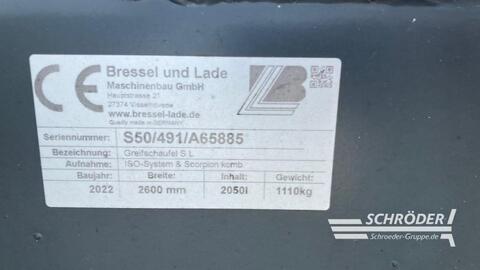 CE Bressel und Lade
Maschinenbau GmbH
Hauptstrasse 21
27374 Visselhövede
www.bressel-lade.de
Quality made in GERMANY
LB
Seriennummer: S50/491/A65885
Bezeichnung: Greifschaufel S L
Aufnahme: ISO-System & Scorpion komb.
Baujahr: Breite: Inhalt: Gewicht:
2022 2600 mm 2050l 1110kg
SCHRÖDER
Schroeder-Gruppe.de